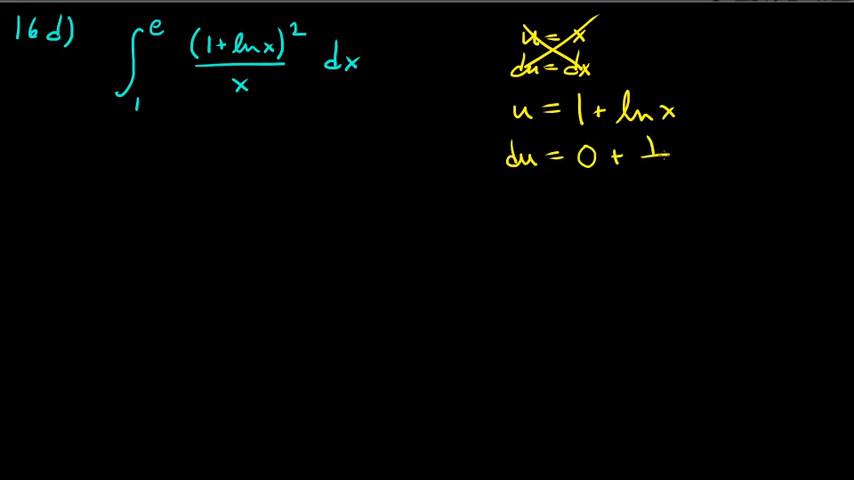 16d) ∫₁ᵉ (1+ln x)² / x dx
u = x
du = dx
u = 1 + ln x
du = 0 + 1